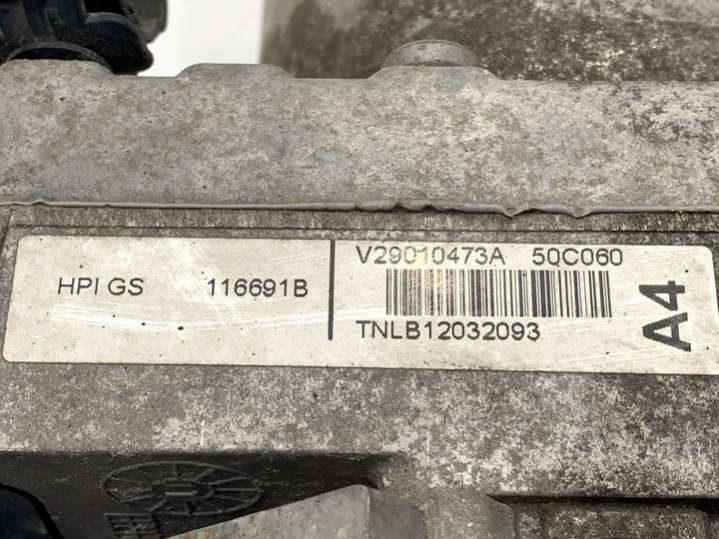 HPI GS 116691B
V29010473A 50C060
TNLB12032093
A4